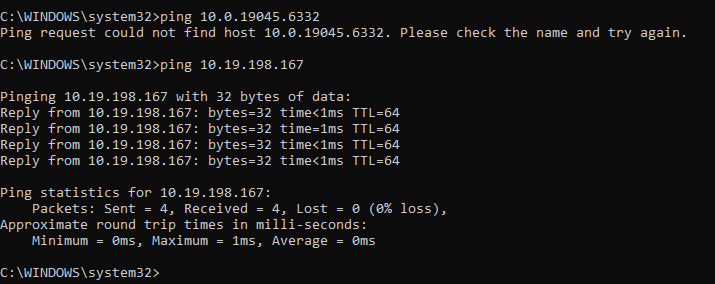 C:\WINDOWS\system32>ping 10.0.19045.6332
Ping request could not find host 10.0.19045.6332. Please check the name and try again.
C:\WINDOWS\system32>ping 10.19.198.167
Pinging 10.19.198.167 with 32 bytes of data:
Reply from 10.19.198.167: bytes=32 time<1ms TTL=64
Reply from 10.19.198.167: bytes=32 time=1ms TTL=64
Reply from 10.19.198.167: bytes=32 time<1ms TTL=64
Reply from 10.19.198.167: bytes=32 time<1ms TTL=64
Ping statistics for 10.19.198.167:
    Packets: Sent = 4, Received = 4, Lost = 0 (0% loss),
Approximate round trip times in milli-seconds:
    Minimum = 0ms, Maximum = 1ms, Average = 0ms
C:\WINDOWS\system32>